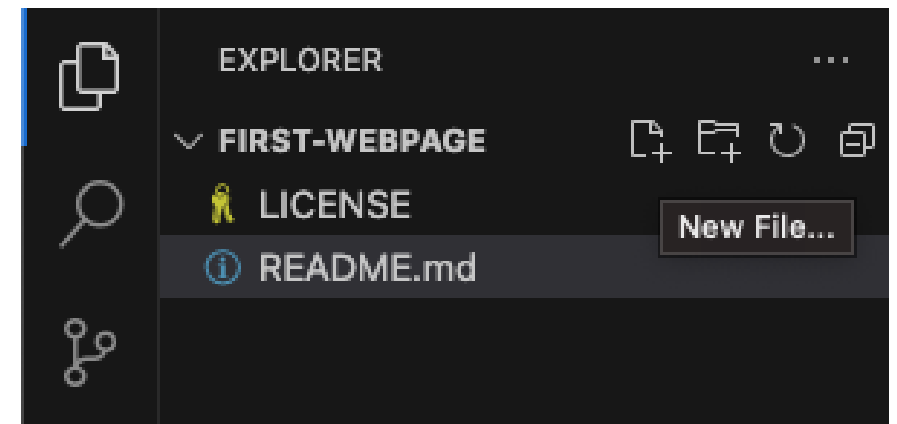 EXPLORER
FIRST-WEBPAGE
LICENSE
New File...
README.md